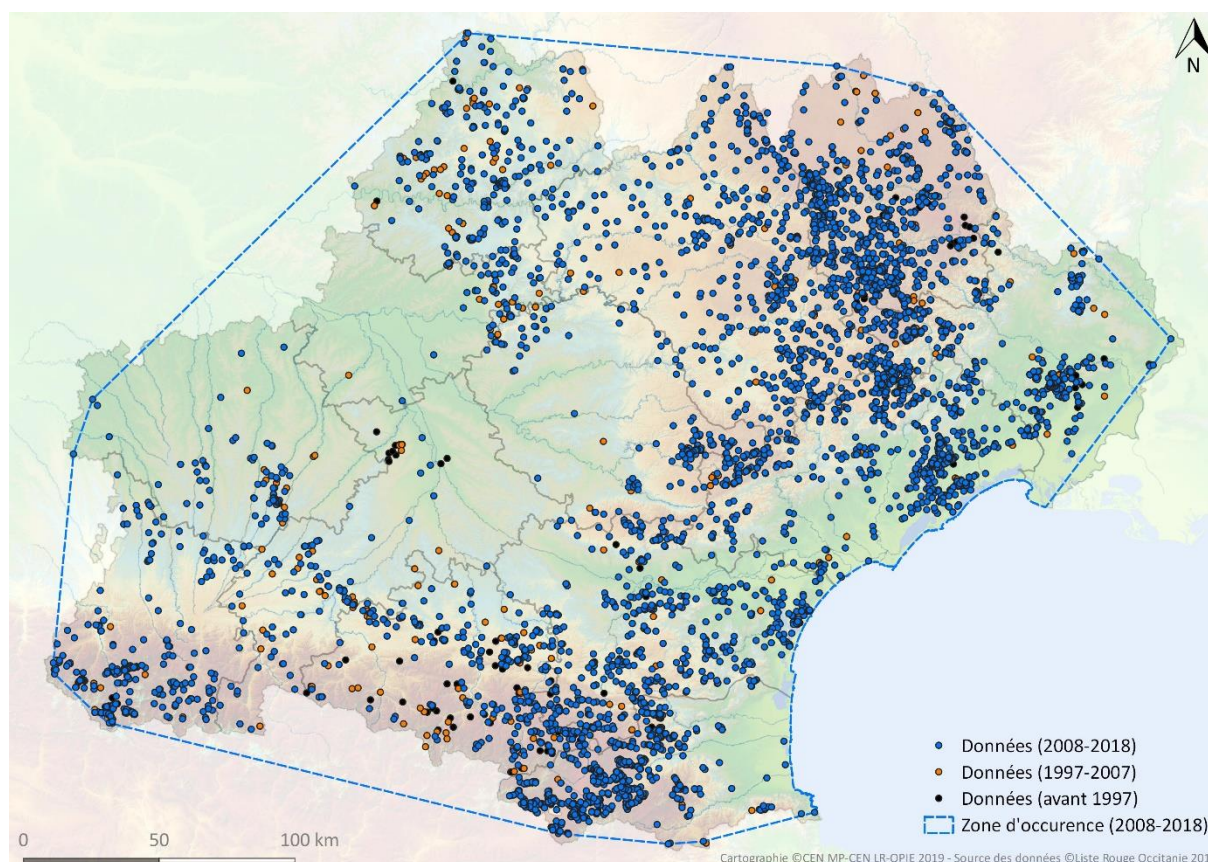 N
Données (2008-2018)
Données (1997-2007)
Données (avant 1997)
Zone d'occurence (2008-2018)
0 50 100 km
Cartographie ©CEN MP-CEN LR-OPIE 2019 - Source des données ©Liste Rouge Occitanie 201